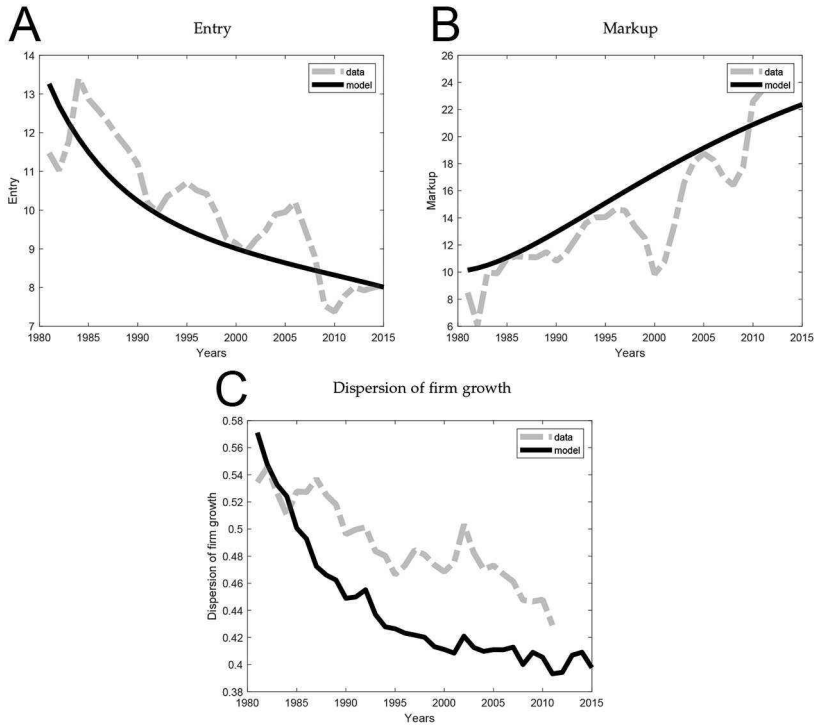 A
Entry
14
13
12
11
10
9
8
7
Entry
1980 1985 1990 1995 2000 2005 2010 2015
Years
data
model
B
Markup
26
24
22
20
18
16
14
12
10
8
6
Markup
1980 1985 1990 1995 2000 2005 2010 2015
Years
data
model
C
Dispersion of firm growth
0.58
0.56
0.54
0.52
0.5
0.48
0.46
0.44
0.42
0.4
0.38
Dispersion of firm growth
1980 1985 1990 1995 2000 2005 2010 2015
Years
data
model